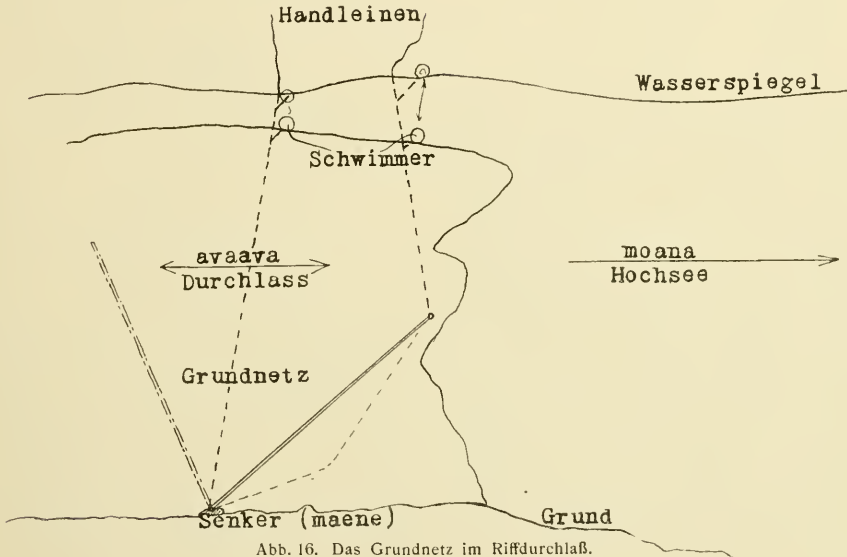 Handleinen
Wasserspiegel
Schwimmer
avaava
Durchlass
moana
Hochsee
Grundnetz
Senker (maene)
Grund
Abb. 16. Das Grundnetz im Riffdurchlaß.